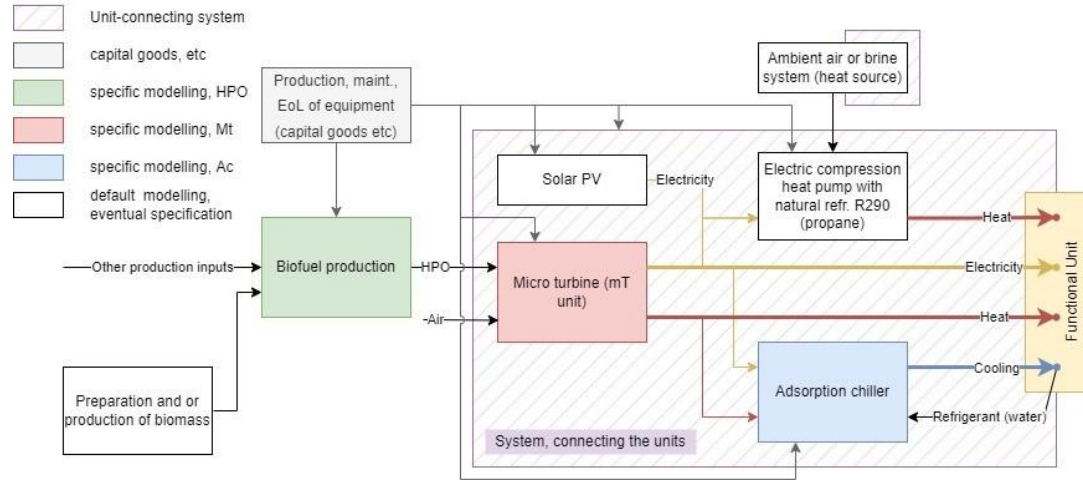 Unit-connecting system
capital goods, etc
specific modelling, HPO
specific modelling, Mt
specific modelling, Ac
default  modelling,
eventual specification
Production, maint.,
EoL of equipment
(capital goods etc)
Ambient air or brine
system (heat source)
Solar PV
Electricity
Electric compression
heat pump with
natural refr. R290
(propane)
Heat
Other production inputs
Biofuel production
HPO
Micro turbine (mT
unit)
Electricity
Air
Heat
Functional Unit
Preparation and or
production of biomass
Adsorption chiller
Cooling
Refrigerant (water)
System, connecting the units